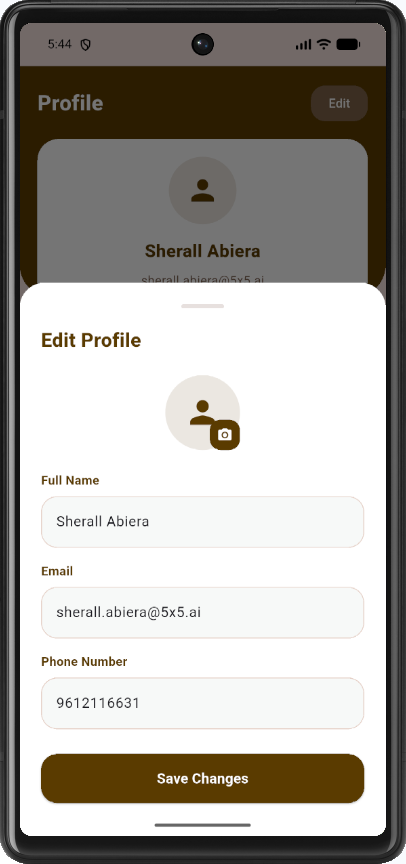 5:44
Profile
Edit
Sherall Abiera
sherall.abiera@5x5.ai
Edit Profile
Full Name
Sherall Abiera
Email
sherall.abiera@5x5.ai
Phone Number
9612116631
Save Changes